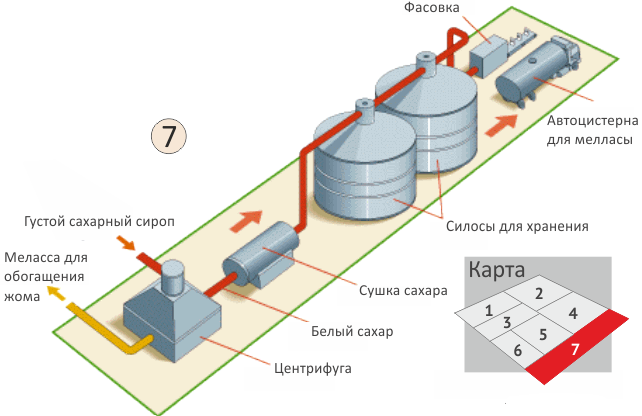 Фасовка
Автоцистерна
для мелласы
7
Густой сахарный сироп
Меласса для
обогащения
жома
Силосы для хранения
Сушка сахара
Белый сахар
Центрифуга
Карта
1
2
3
4
5
6
7